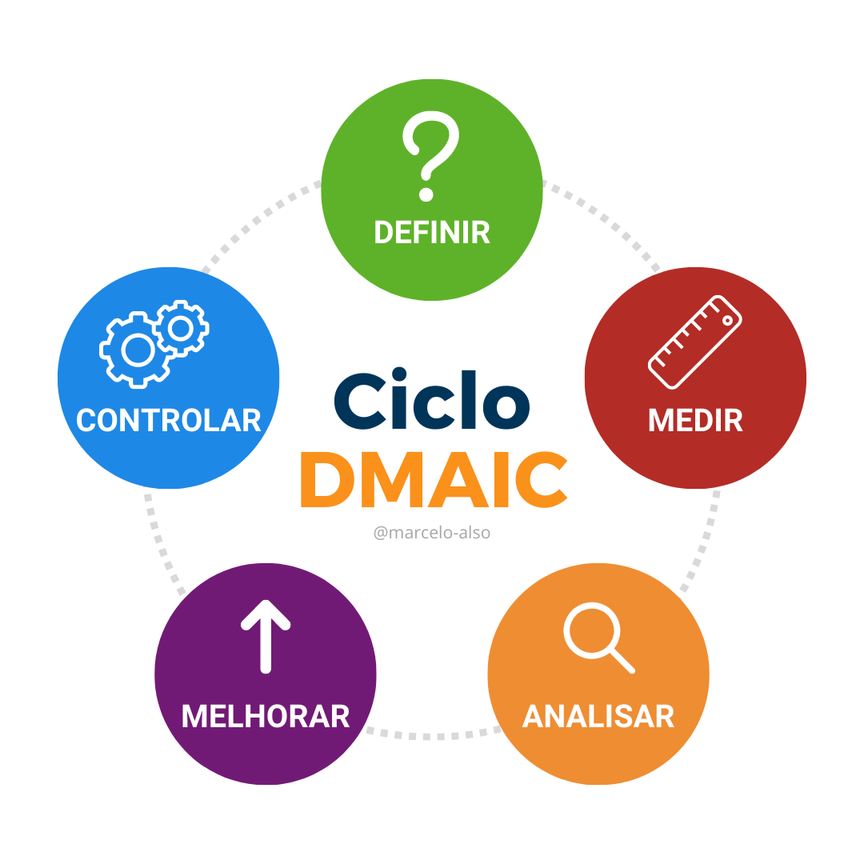 DEFINIR
CONTROLAR
MEDIR
Ciclo
DMAIC
@marcelo-also
MELHORAR
ANALISAR